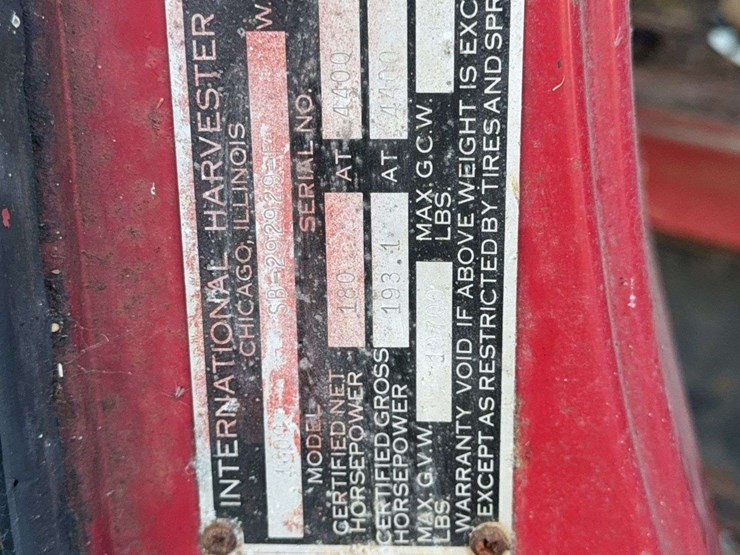 INTERNATIONAL HARVESTER
CHICAGO, ILLINOIS
MODEL SERIAL NO. W
CERTIFIED NET
HORSEPOWER 180 AT 4400
CERTIFIED GROSS
HORSEPOWER 193.1 AT 4400
MAX. G.V.W.
LBS. MAX. G.C.W.
LBS.
WARRANTY VOID IF ABOVE WEIGHT IS EXC
EXCEPT AS RESTRICTED BY TIRES AND SPR